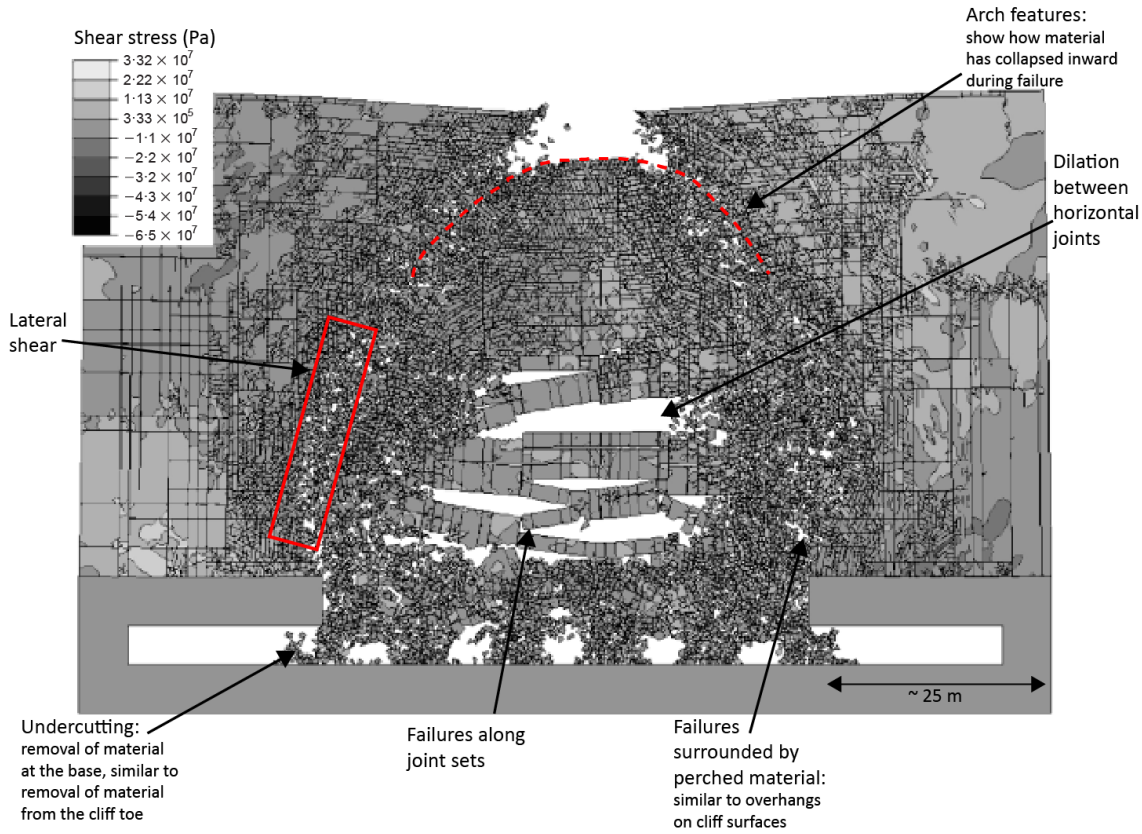 Shear stress (Pa)
3·32 × 10⁷
2·22 × 10⁷
1·13 × 10⁷
3·33 × 10⁵
−1·1 × 10⁷
−2·2 × 10⁷
−3·2 × 10⁷
−4·3 × 10⁷
−5·4 × 10⁷
−6·5 × 10⁷
Arch features:
show how material
has collapsed inward
during failure
Dilation
between
horizontal
joints
Lateral
shear
~ 25 m
Undercutting:
removal of material
at the base, similar to
removal of material
from the cliff toe
Failures along
joint sets
Failures
surrounded by
perched material:
similar to overhangs
on cliff surfaces